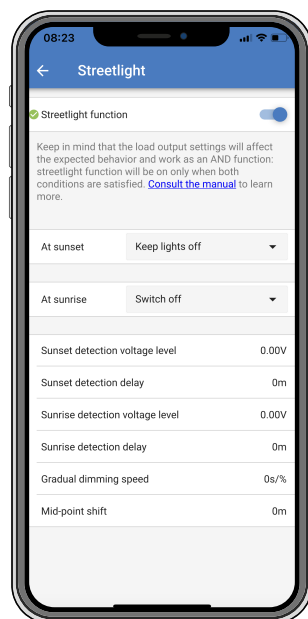 08:23
← Streetlight
Streetlight function
Keep in mind that the load output settings will affect
the expected behavior and work as an AND function:
streetlight function will be on only when both
conditions are satisfied. Consult the manual to learn
more.
At sunset Keep lights off
At sunrise Switch off
Sunset detection voltage level 0.00V
Sunset detection delay 0m
Sunrise detection voltage level 0.00V
Sunrise detection delay 0m
Gradual dimming speed 0s/%
Mid-point shift 0m